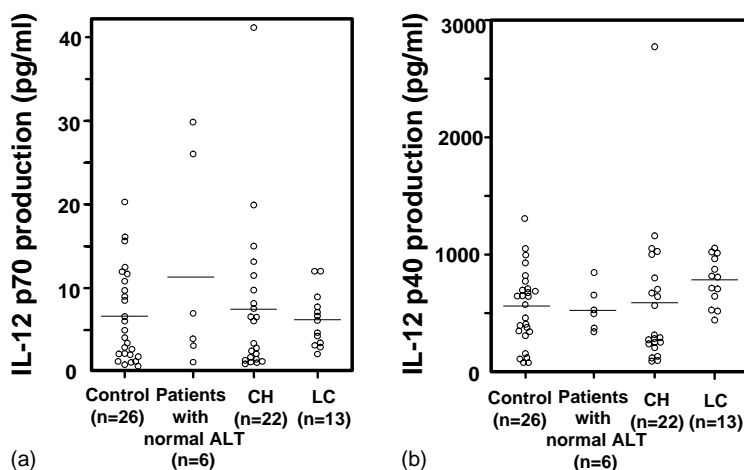 IL-12 p70 production (pg/ml)
40
30
20
10
0
Control
(n=26)
Patients
with
normal ALT
(n=6)
CH
(n=22)
LC
(n=13)
(a)
IL-12 p40 production (pg/ml)
3000
2000
1000
0
Control
(n=26)
Patients
with
normal ALT
(n=6)
CH
(n=22)
LC
(n=13)
(b)